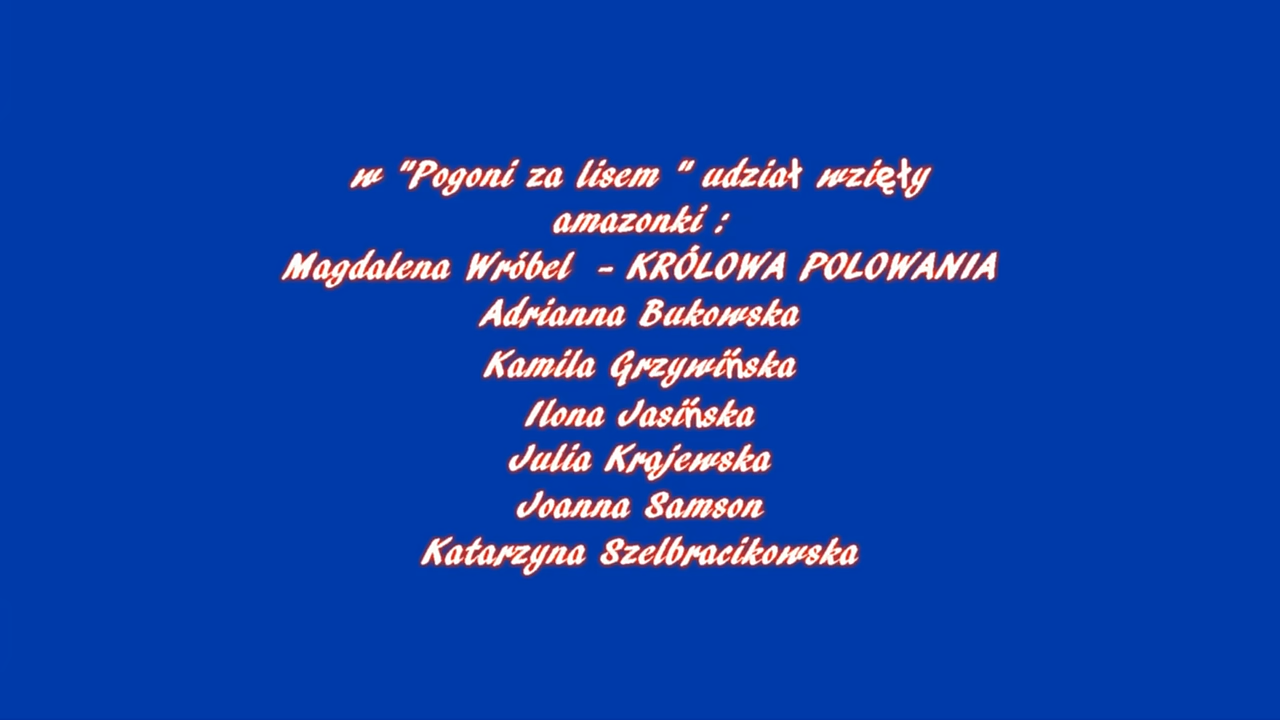 w "Pogoni za lisem " udział wzięły
amazonki :
Magdalena Wróbel - KRÓLOWA POLOWANIA
Adrianna Bukowska
Kamila Grzywińska
Ilona Jasińska
Julia Krajewska
Joanna Samson
Katarzyna Szelbracikowska